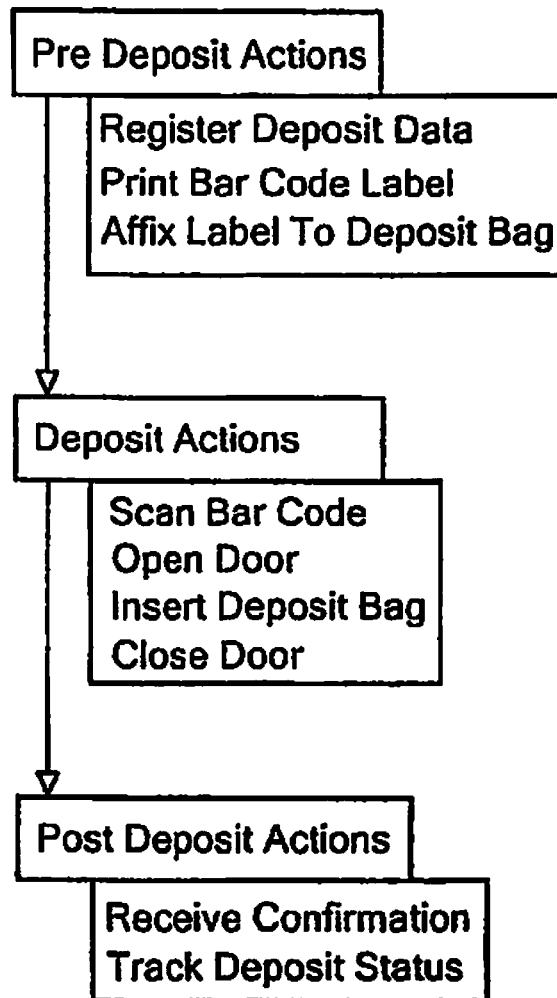 Pre Deposit Actions
Register Deposit Data
Print Bar Code Label
Affix Label To Deposit Bag
Deposit Actions
Scan Bar Code
Open Door
Insert Deposit Bag
Close Door
Post Deposit Actions
Receive Confirmation
Track Deposit Status